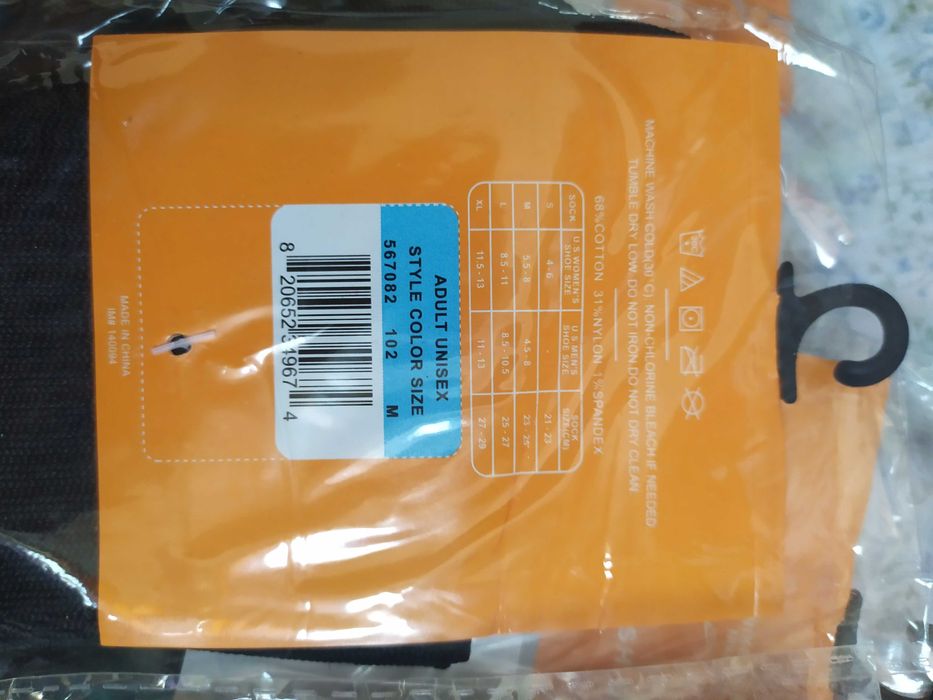 MACHINE WASH COLD(30°C) NON-CHLORINE BLEACH IF NEEDED
TUMBLE DRY LOW. DO NOT IRON.DO NOT DRY CLEAN
68%COTTON 31%NYLON 1%SPANDEX
SOCK U.S.WOMEN'S SHOE SIZE U.S. MEN'S SHOE SIZE SOCK SIZE(CM)
S 4 - 6 - 21 - 23
M 5.5 - 8 4.5 - 8 23 - 25
L 8.5 - 11 8.5 - 10.5 25 - 27
XL 11.5 - 13 11 - 13 27 - 29
ADULT UNISEX
STYLE COLOR SIZE
567082 102 M
8 20652 34967 4
MADE IN CHINA
IM# 140094